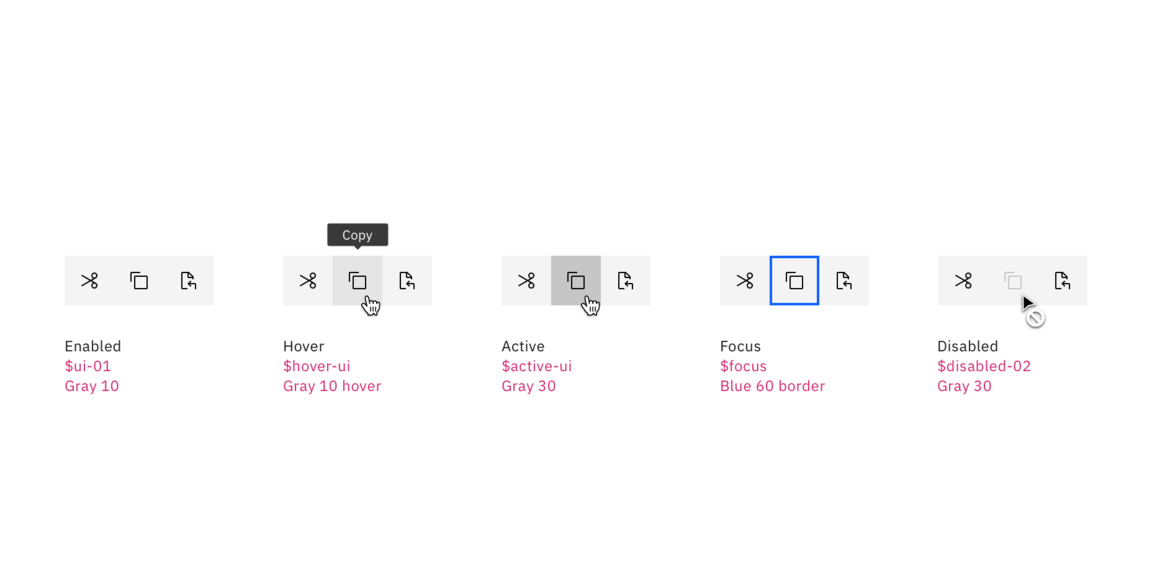 Copy
Enabled
$ui-01
Gray 10
Hover
$hover-ui
Gray 10 hover
Active
$active-ui
Gray 30
Focus
$focus
Blue 60 border
Disabled
$disabled-02
Gray 30